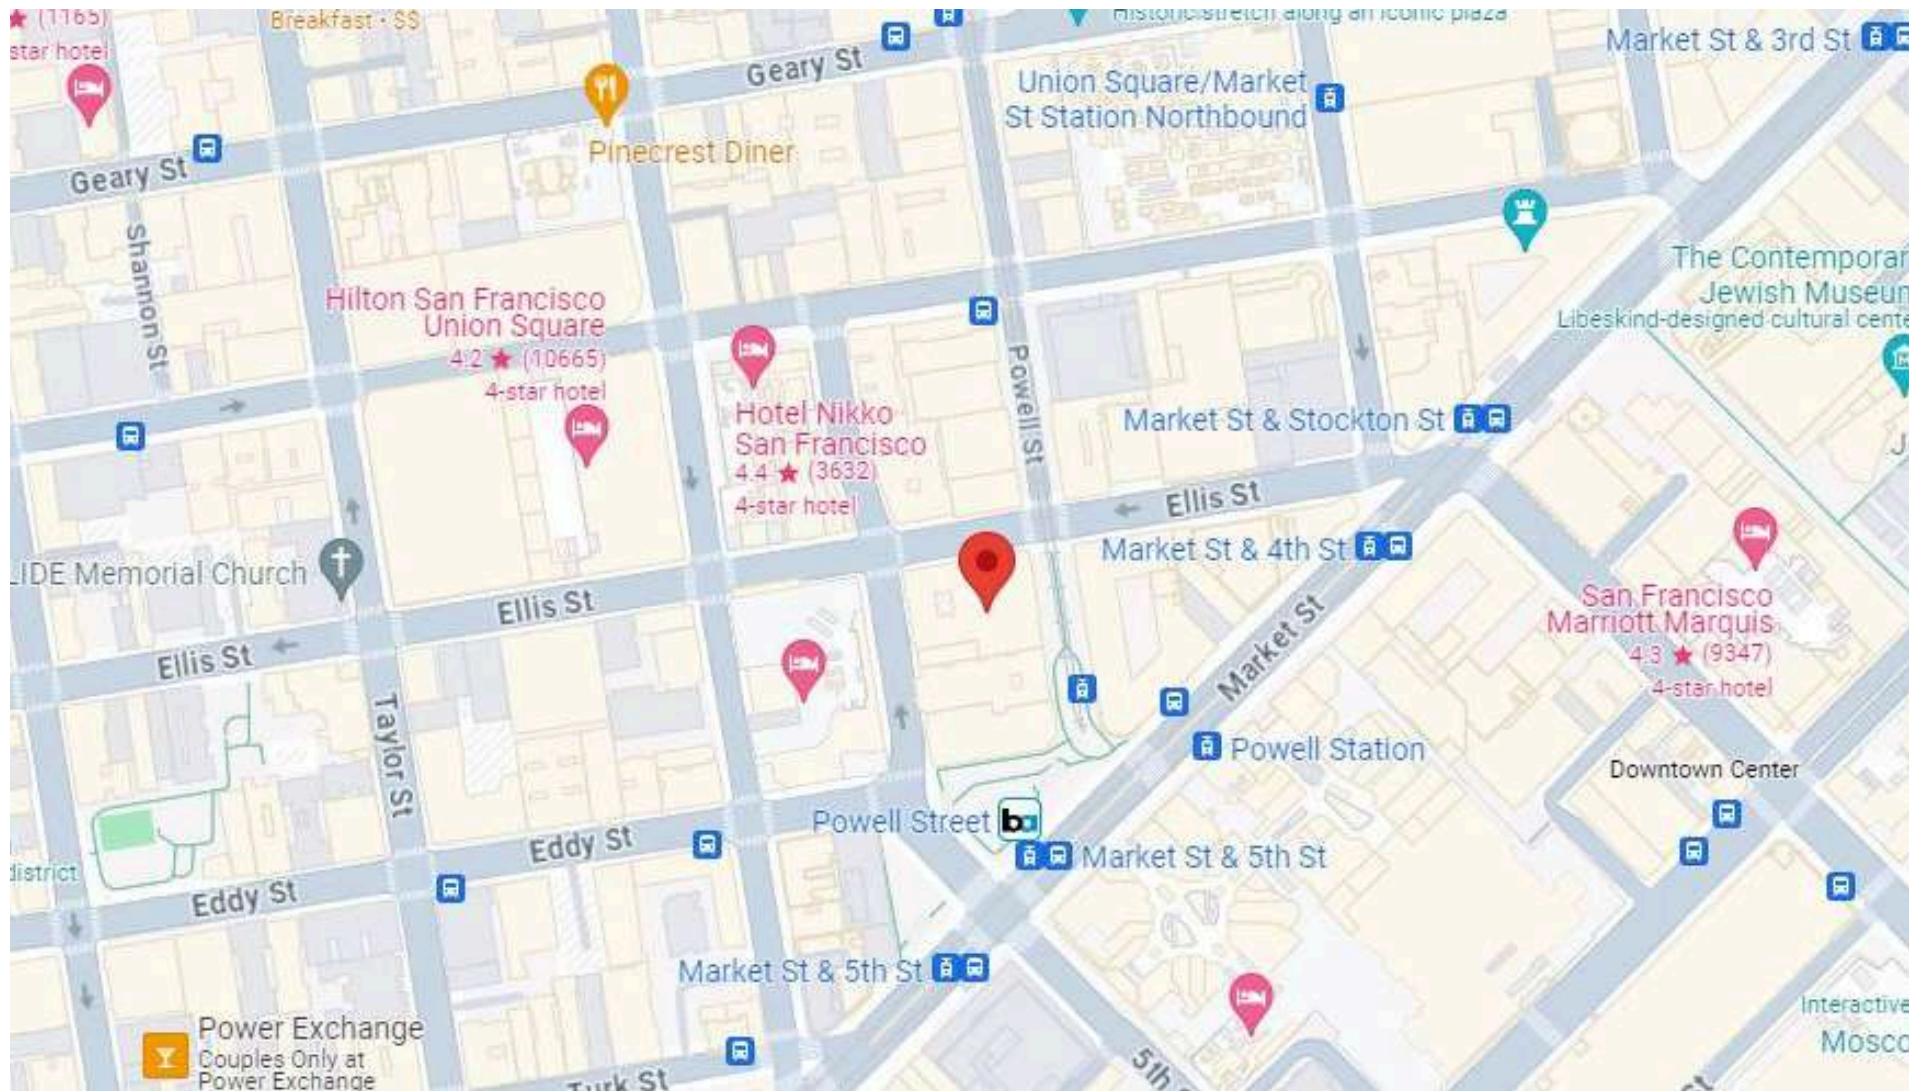 (1165)
star hotel
Breakfast · $$
Historic stretch along an iconic plaza
Market St & 3rd St
Geary St
Union Square/Market
St Station Northbound
Pinecrest Diner
Geary St
Shannon St
Hilton San Francisco
Union Square
4.2 ★ (10665)
4-star hotel
The Contemporar
Jewish Museum
Libeskind-designed cultural cente
Powell St
Hotel Nikko
San Francisco
4.4 ★ (3632)
4-star hotel
Market St & Stockton St
J
Ellis St
Market St & 4th St
LIDE Memorial Church
Ellis St
San Francisco
Marriott Marquis
4.3 ★ (9347)
4-star hotel
Ellis St
Market St
Taylor St
Powell Station
Downtown Center
Powell Street
ba
Market St & 5th St
Eddy St
district
Eddy St
Market St & 5th St
Power Exchange
Couples Only at
Power Exchange
Turk St
5th
Interactive
Mosco